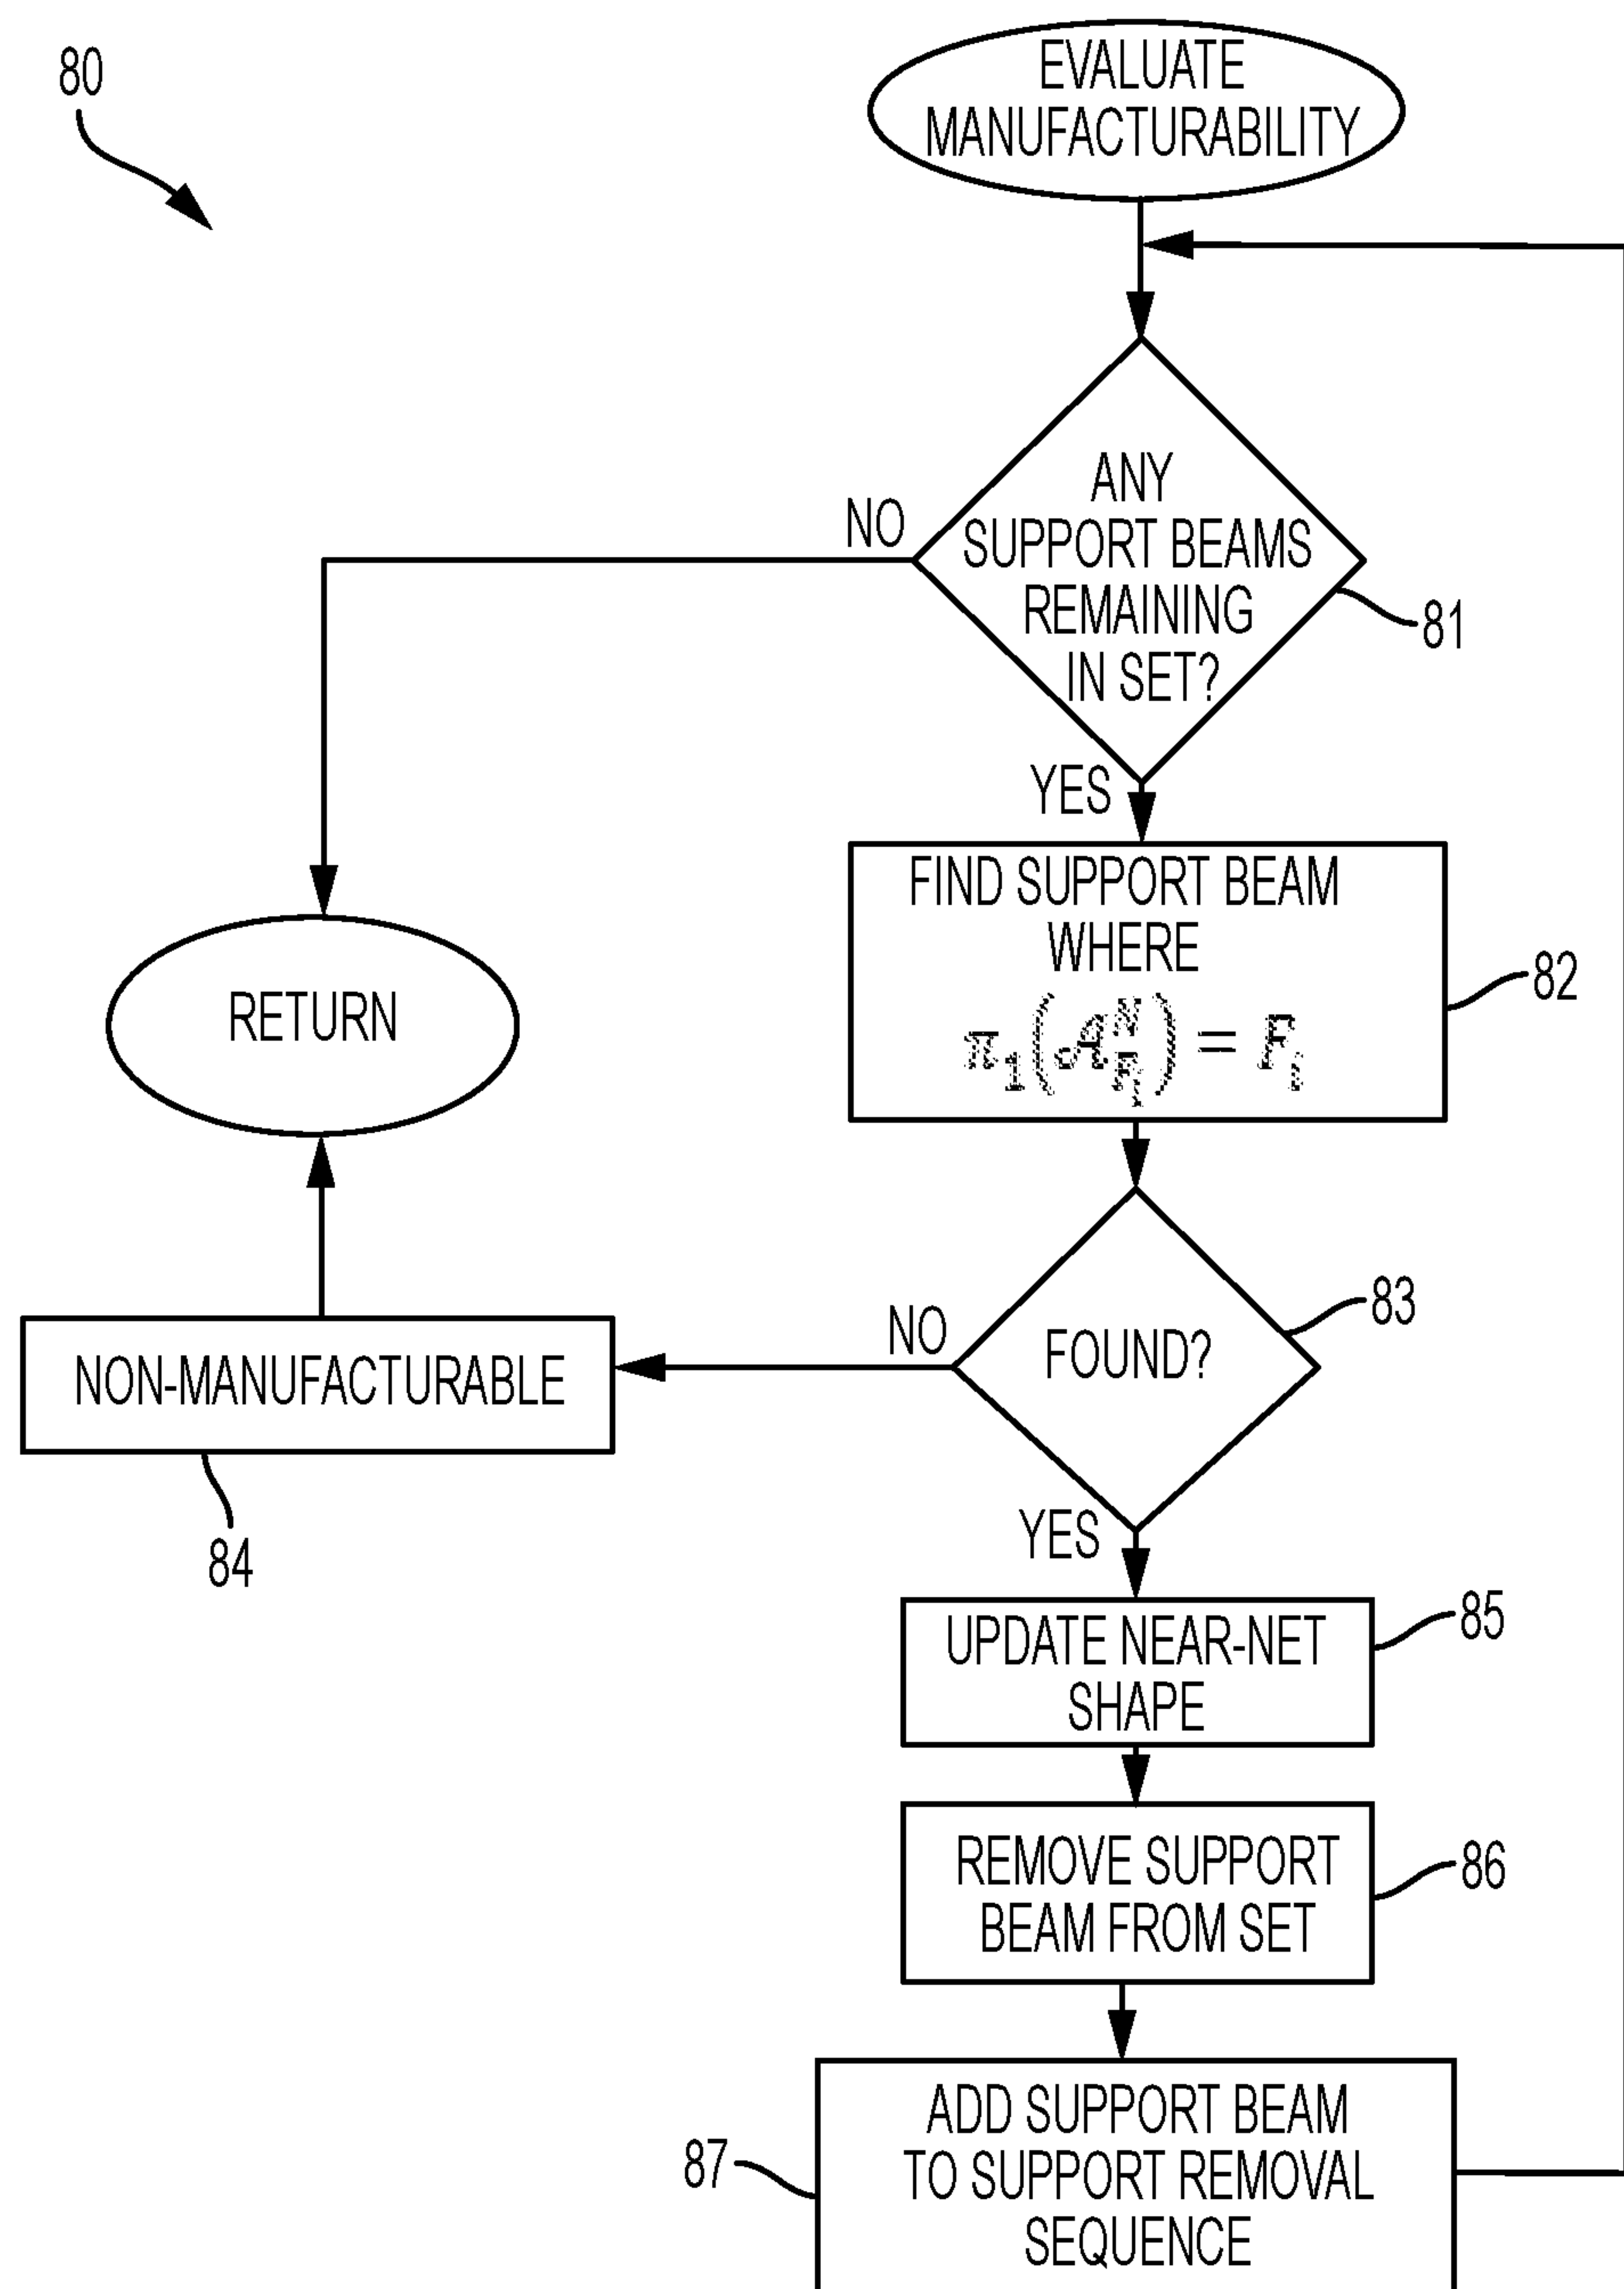 80
EVALUATE
MANUFACTURABILITY
ANY
SUPPORT BEAMS
REMAINING
IN SET?
NO
81
YES
FIND SUPPORT BEAM
WHERE
82
RETURN
FOUND?
NO
83
NON-MANUFACTURABLE
84
YES
UPDATE NEAR-NET
SHAPE
85
REMOVE SUPPORT
BEAM FROM SET
86
ADD SUPPORT BEAM
TO SUPPORT REMOVAL
SEQUENCE
87